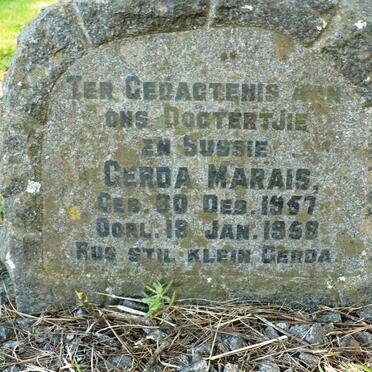 TER GEDAGTENIS AAN
ONS DOGTERTJIE
EN SUSSIE
GERDA MARAIS,
GEB. 30 DES. 1957
OORL. 18 JAN. 1958
RUS STIL KLEIN GERDA